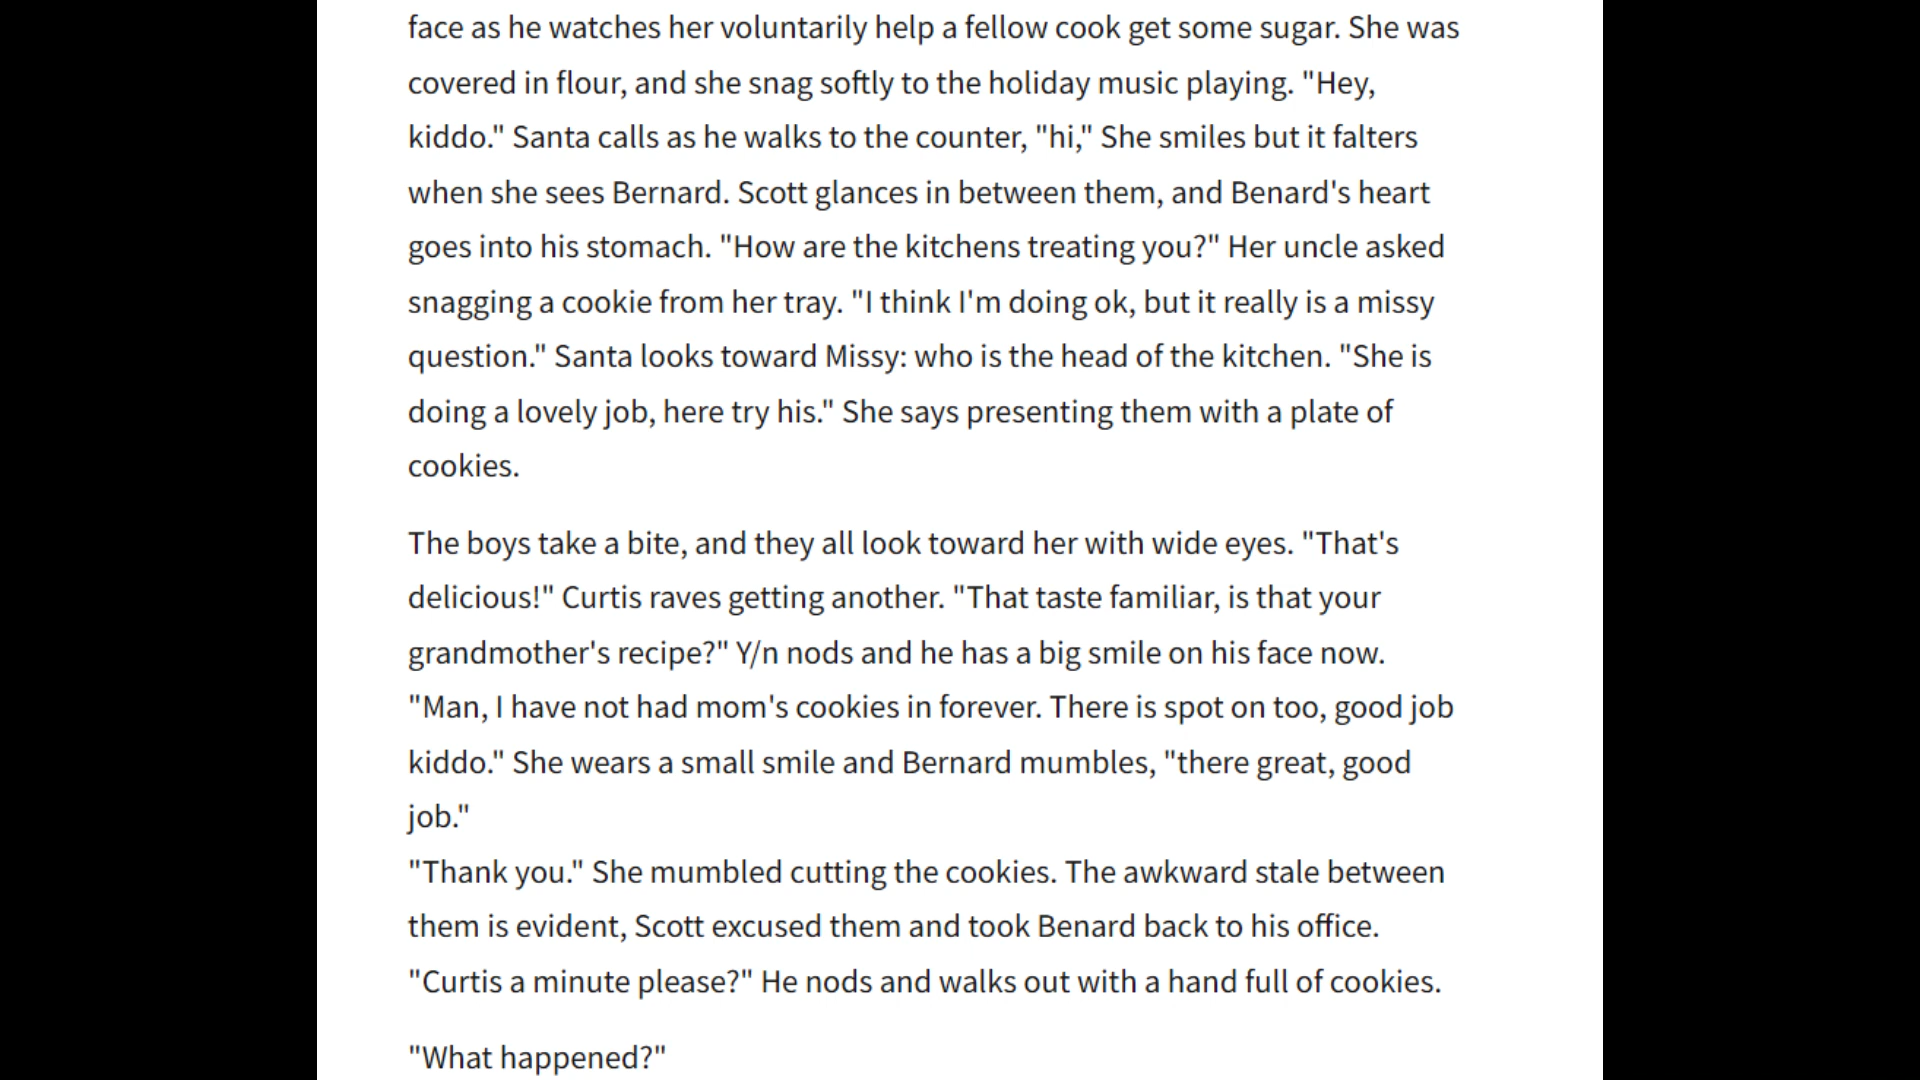 face as he watches her voluntarily help a fellow cook get some sugar. She was
covered in flour, and she snag softly to the holiday music playing. "Hey,
kiddo." Santa calls as he walks to the counter, "hi," She smiles but it falters
when she sees Bernard. Scott glances in between them, and Benard's heart
goes into his stomach. "How are the kitchens treating you?" Her uncle asked
snagging a cookie from her tray. "I think I'm doing ok, but it really is a missy
question." Santa looks toward Missy: who is the head of the kitchen. "She is
doing a lovely job, here try his." She says presenting them with a plate of
cookies.
The boys take a bite, and they all look toward her with wide eyes. "That's
delicious!" Curtis raves getting another. "That taste familiar, is that your
grandmother's recipe?" Y/n nods and he has a big smile on his face now.
"Man, I have not had mom's cookies in forever. There is spot on too, good job
kiddo." She wears a small smile and Bernard mumbles, "there great, good
job."
"Thank you." She mumbled cutting the cookies. The awkward stale between
them is evident, Scott excused them and took Benard back to his office.
"Curtis a minute please?" He nods and walks out with a hand full of cookies.
"What happened?"